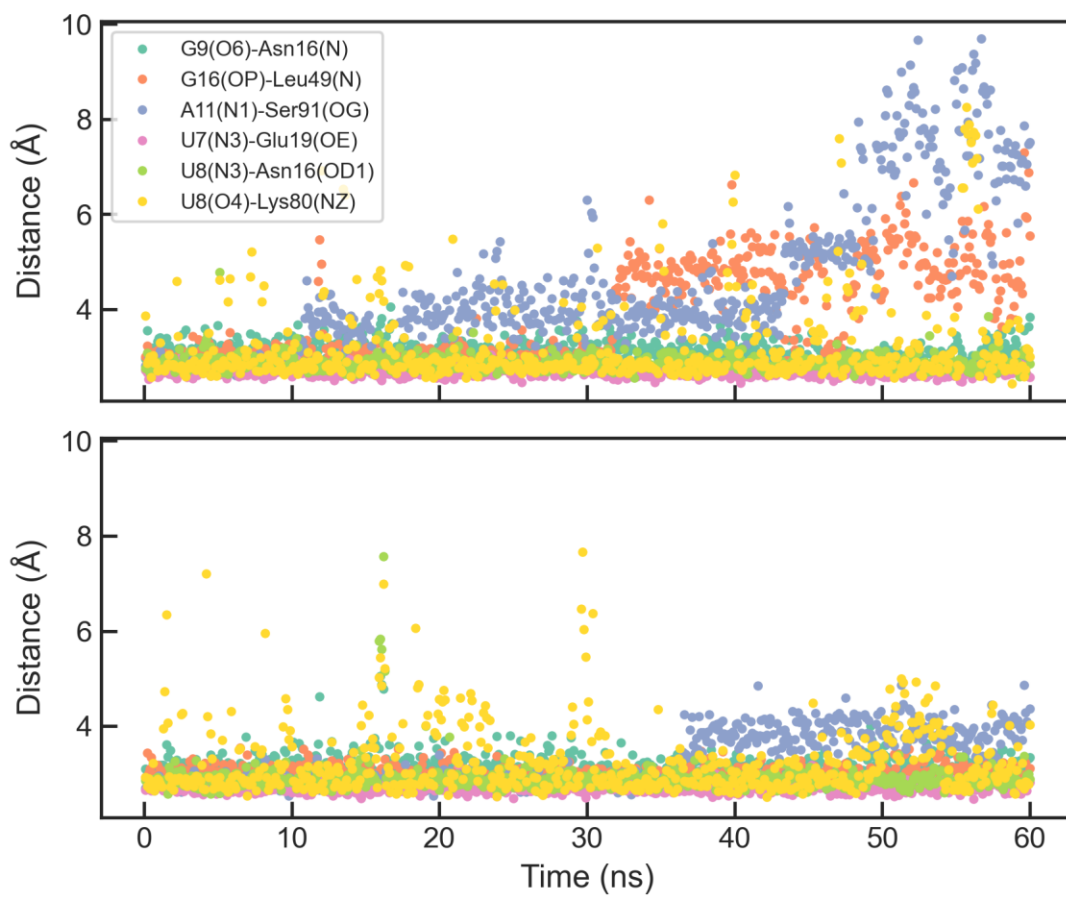 10
8
6
4
Distance (Å)
G9(O6)-Asn16(N)
G16(OP)-Leu49(N)
A11(N1)-Ser91(OG)
U7(N3)-Glu19(OE)
U8(N3)-Asn16(OD1)
U8(O4)-Lys80(NZ)
10
8
6
4
Distance (Å)
0 10 20 30 40 50 60
Time (ns)